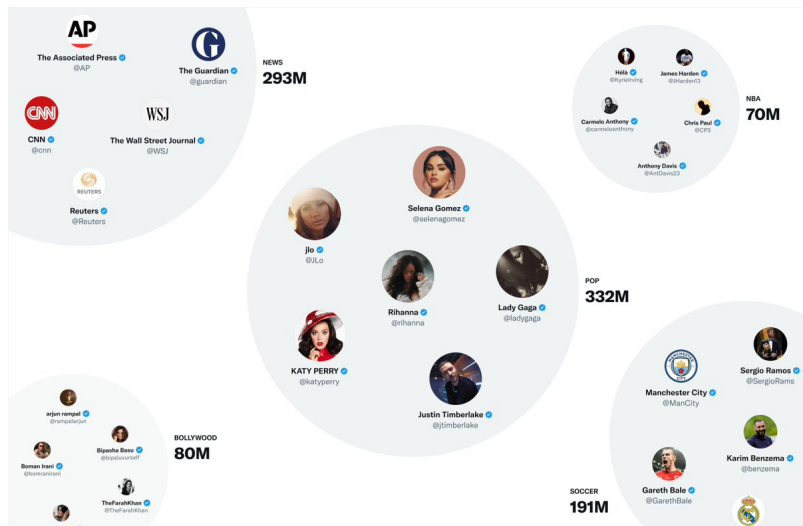 AP
The Associated Press
@AP
G
The Guardian
@guardian
NEWS
293M
CNN
CNN
@cnn
WSJ
The Wall Street Journal
@WSJ
REUTERS
Reuters
@Reuters
Hélà
@KyrieIrving
James Harden
@JHarden13
Carmelo Anthony
@carmeloanthony
Chris Paul
@CP3
Anthony Davis
@AntDavis23
NBA
70M
Selena Gomez
@selenagomez
jlo
@JLo
Rihanna
@rihanna
Lady Gaga
@ladygaga
KATY PERRY
@katyperry
Justin Timberlake
@jtimberlake
POP
332M
arjun rampal
@rampalarjun
Bipasha Basu
@bipsluvurself
Boman Irani
@bomanirani
TheFarahKhan
@TheFarahKhan
BOLLYWOOD
80M
MANCHESTER
CITY
Manchester City
@ManCity
Sergio Ramos
@SergioRams
Karim Benzema
@benzema
Gareth Bale
@GarethBale
SOCCER
191M